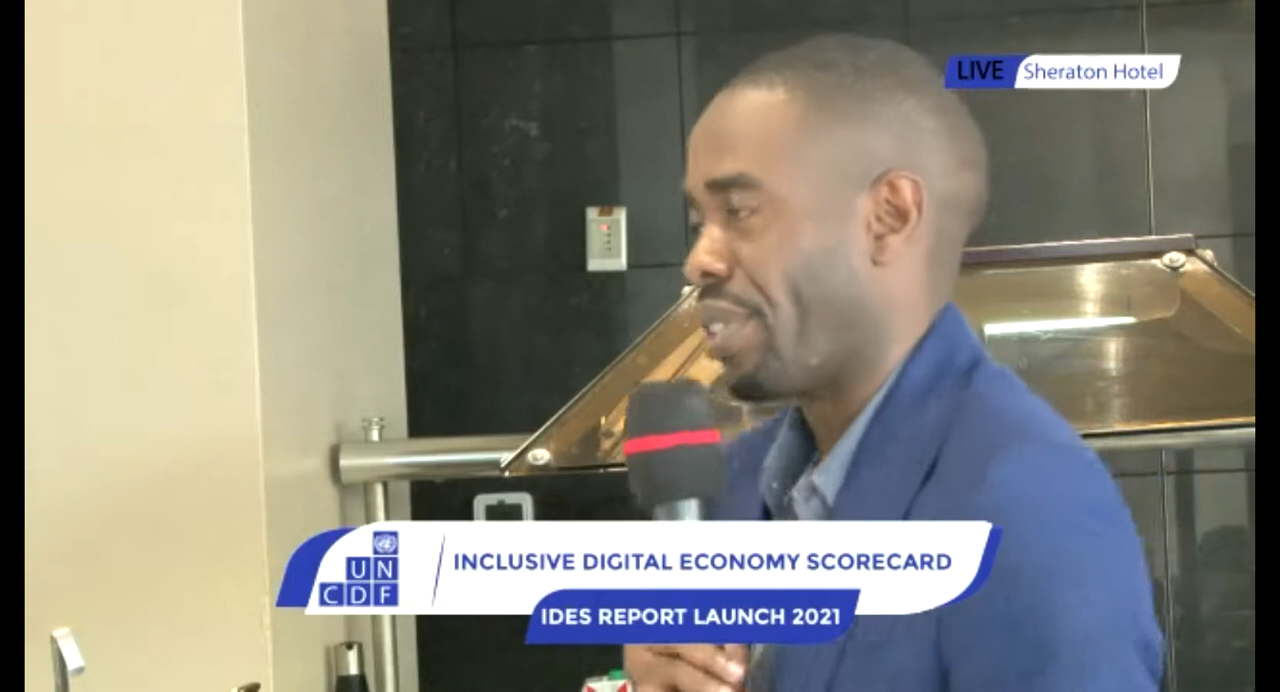 LIVE Sheraton Hotel
UN
CDF
INCLUSIVE DIGITAL ECONOMY SCORECARD
IDES REPORT LAUNCH 2021